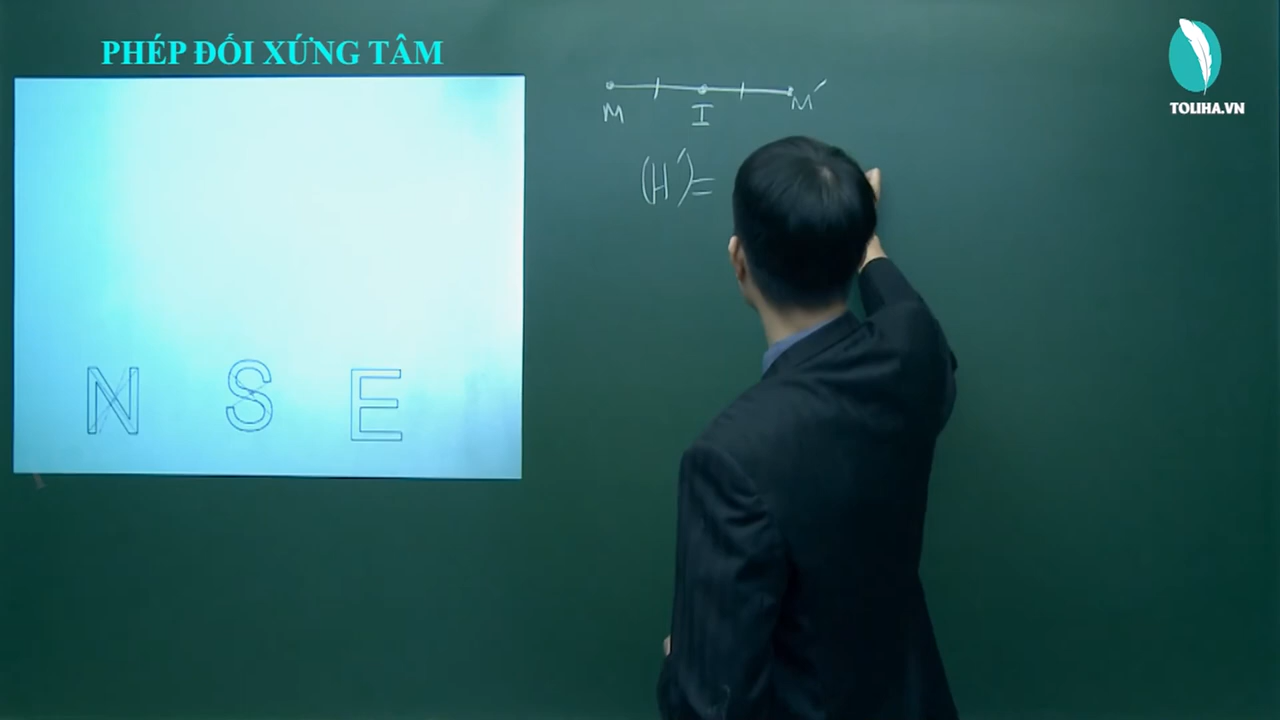 PHÉP ĐỐI XỨNG TÂM
TOLIHA.VN
M I M'
(H')=
N S E